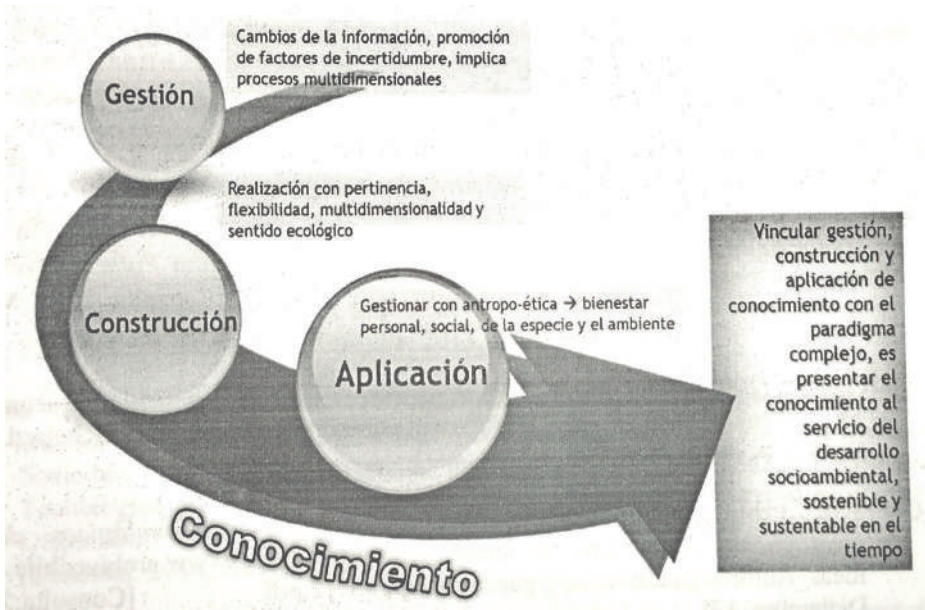 Cambios de la información, promoción
de factores de incertidumbre, implica
procesos multidimensionales
Gestión
Realización con pertinencia,
flexibilidad, multidimensionalidad y
sentido ecológico
Construcción
Gestionar con antropo-ética → bienestar
personal, social, de la especie y el ambiente
Aplicación
Conocimiento
Vincular gestión,
construcción y
aplicación de
conocimiento con el
paradigma
complejo, es
presentar el
conocimiento al
servicio del
desarrollo
socioambiental,
sostenible y
sustentable en el
tiempo